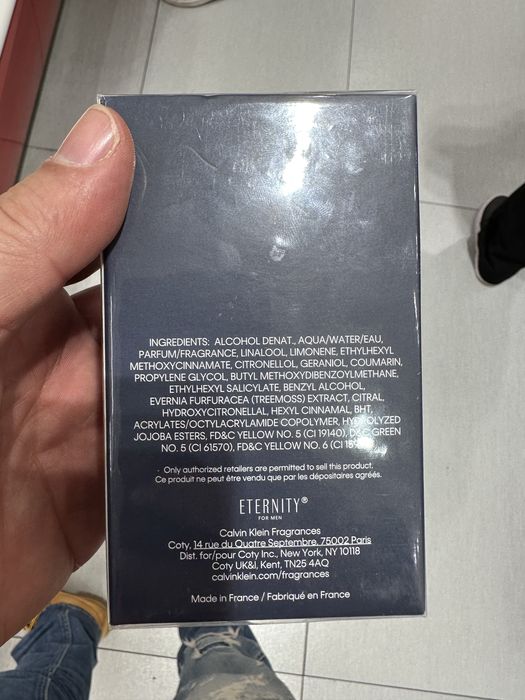 INGREDIENTS: ALCOHOL DENAT., AQUA/WATER/EAU,
PARFUM/FRAGRANCE, LINALOOL, LIMONENE, ETHYLHEXYL
METHOXYCINNAMATE, CITRONELLOL, GERANIOL, COUMARIN,
PROPYLENE GLYCOL, BUTYL METHOXYDIBENZOYLMETHANE,
ETHYLHEXYL SALICYLATE, BENZYL ALCOHOL,
EVERNIA FURFURACEA (TREEMOSS) EXTRACT, CITRAL,
HYDROXYCITRONELLAL, HEXYL CINNAMAL, BHT,
ACRYLATES/OCTYLACRYLAMIDE COPOLYMER, HYDROLYZED
JOJOBA ESTERS, FD&C YELLOW NO. 5 (CI 19140), D&C GREEN
NO. 5 (CI 61570), FD&C YELLOW NO. 6 (CI
Only authorized retailers are permitted to sell this product.
Ce produit ne peut être vendu que par les dépositaires agréés.
ETERNITY®
FOR MEN
Calvin Klein Fragrances
Coty, 14 rue du Quatre Septembre, 75002 Paris
Dist. for/pour Coty Inc., New York, NY 10118
Coty UK&I, Kent, TN25 4AQ
calvinklein.com/fragrances
Made in France / Fabriqué en France